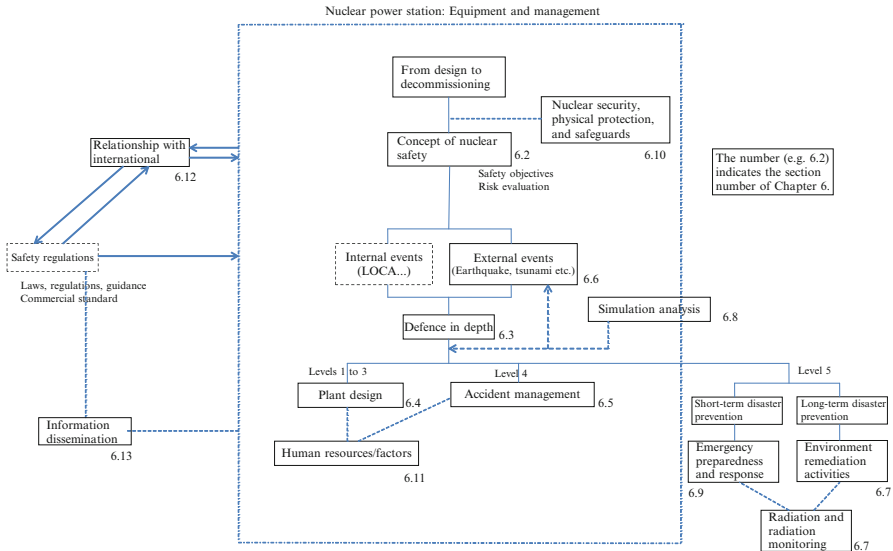 Nuclear power station: Equipment and management
From design to
decommissioning
Nuclear security,
physical protection,
and safeguards
6.10
Relationship with
international
6.12
Concept of nuclear
safety
6.2
Safety objectives
Risk evaluation
The number (e.g. 6.2)
indicates the section
number of Chapter 6.
Safety regulations
Laws, regulations, guidance
Commercial standard
Internal events
(LOCA...)
External events
(Earthquake, tsunami etc.)
6.6
Simulation analysis
6.8
Defence in depth
6.3
Levels 1 to 3
Level 4
Level 5
Plant design
6.4
Accident management
6.5
Short-term disaster
prevention
Long-term disaster
prevention
Information
dissemination
6.13
Human resources/factors
6.11
Emergency
preparedness
and response
6.9
Environment
remediation
activities
6.7
Radiation and
radiation
monitoring
6.7